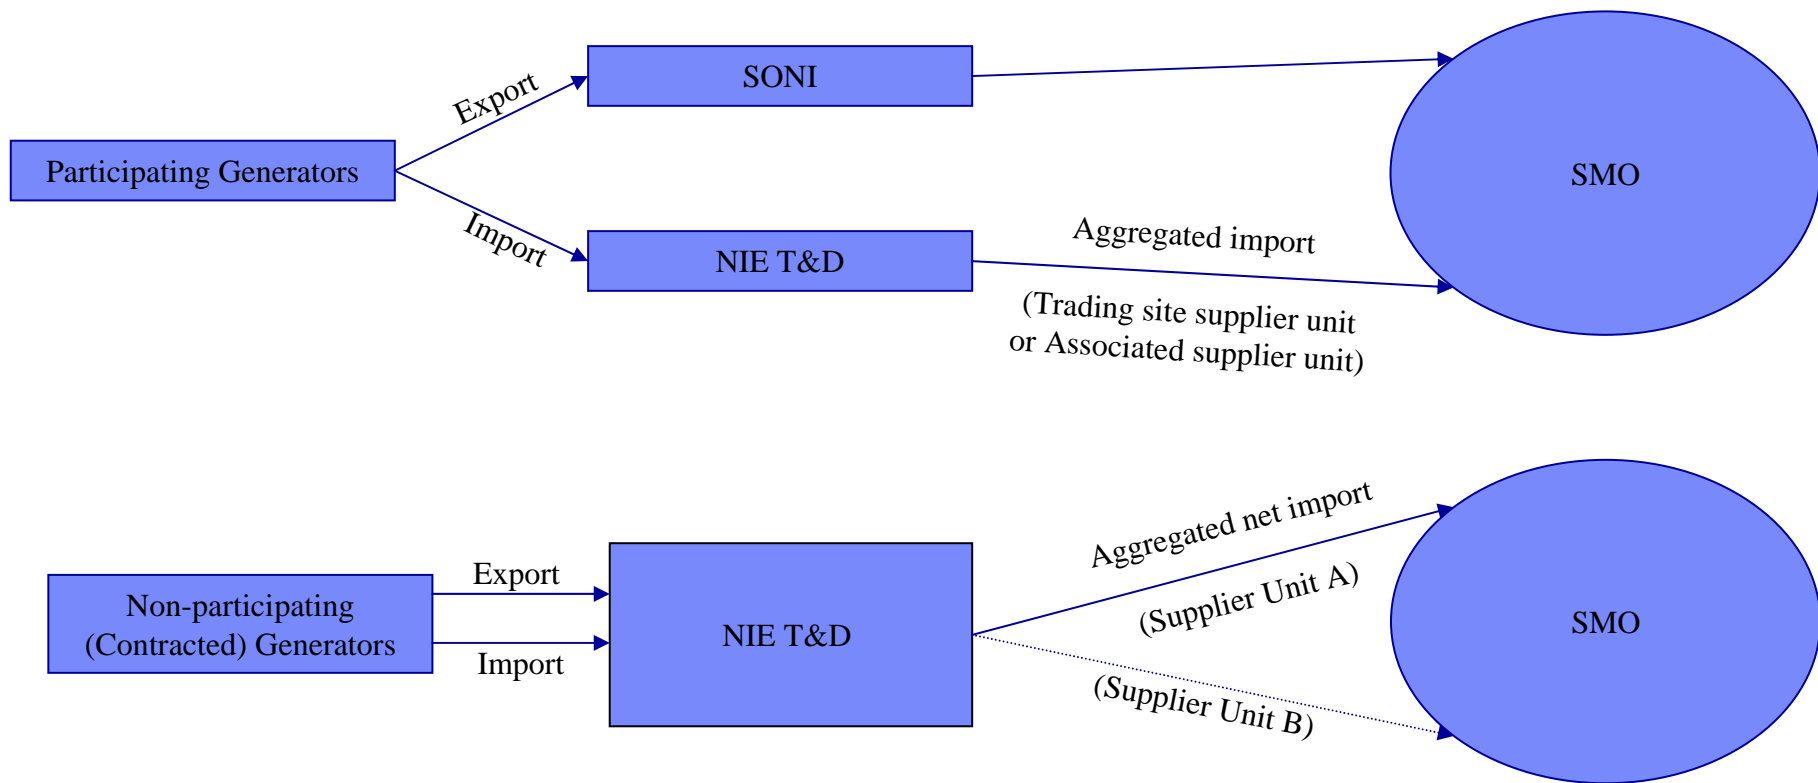 SONI
Export
Participating Generators
SMO
Import
NIE T&D
Aggregated import
(Trading site supplier unit
or Associated supplier unit)
Aggregated net import
Export
Non-participating
(Contracted) Generators
Import
NIE T&D
(Supplier Unit A)
SMO
(Supplier Unit B)